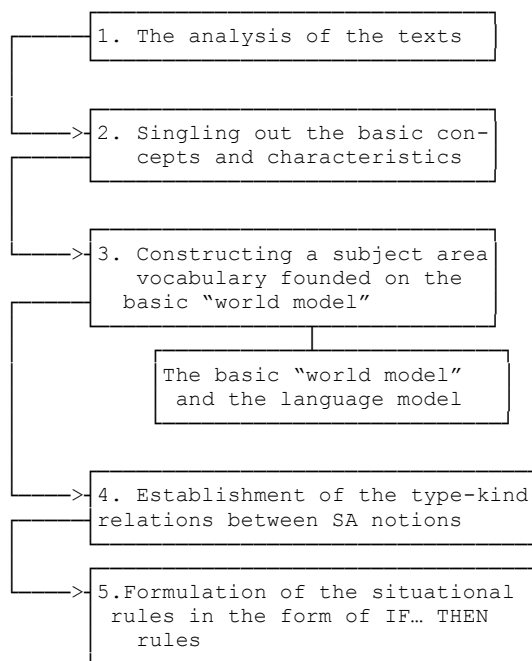 1. The analysis of the texts
2. Singling out the basic con-
cepts and characteristics
3. Constructing a subject area
vocabulary founded on the
basic “world model”
The basic “world model”
and the language model
4. Establishment of the type-kind
relations between SA notions
5.Formulation of the situational
rules in the form of IF… THEN
rules